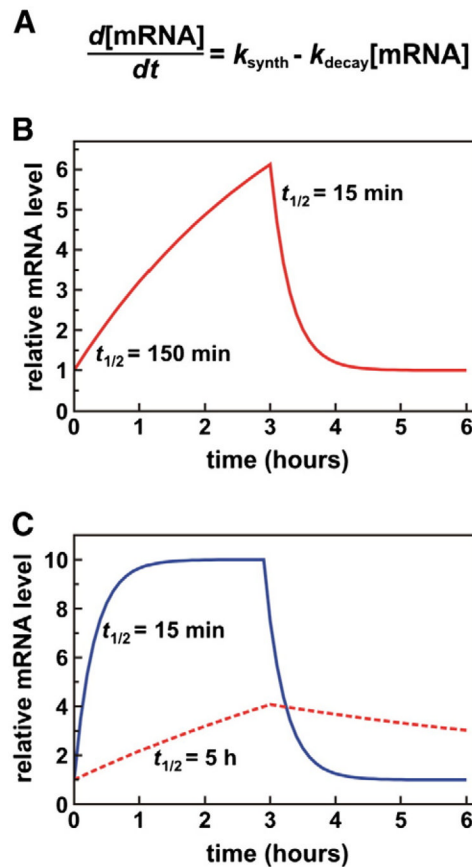 A
d[mRNA]
dt
= k_synth - k_decay[mRNA]
B
relative mRNA level
6
5
4
3
2
1
0
t1/2 = 15 min
t1/2 = 150 min
0 1 2 3 4 5 6
time (hours)
C
relative mRNA level
10
8
6
4
2
0
t1/2 = 15 min
t1/2 = 5 h
0 1 2 3 4 5 6
time (hours)